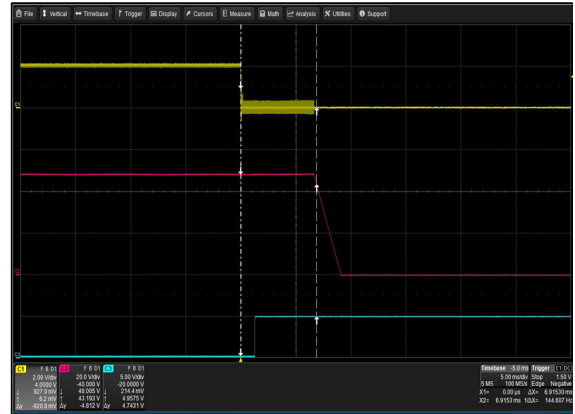 File Vertical Timebase Trigger Display Cursors Measure Math Analysis Utilities Support
C1 F B D1 C2 F B D1 C3 F B D1
2.00 V/div 20.0 V/div 5.00 V/div
4.0000 V -40.000 V -20.0000 V
↓ 927.0 mV ↓ 48.005 V ↓ 214.4 mV
↑ 6.2 mV ↑ 43.193 V ↑ 4.9575 V
Δy -920.8 mV Δy -4.812 V Δy 4.7431 V
Timebase -5.0 ms Trigger C1 DC
5.00 ms/div Stop 1.50 V
5 MS 100 MS/s Edge Negative
X1= 0.00 µs ΔX= 6.91530 ms
X2= 6.9153 ms 1/ΔX= 144.607 Hz